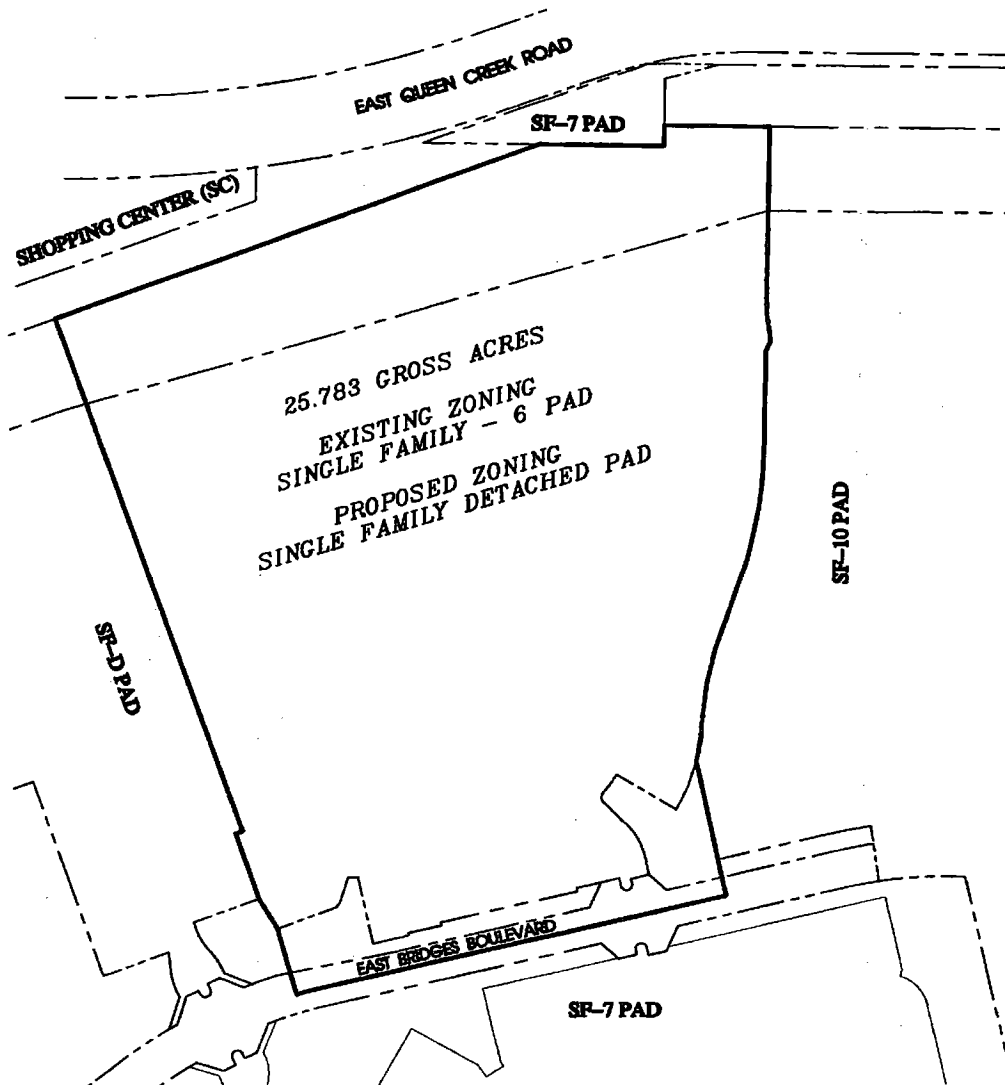 EAST QUEEN CREEK ROAD
SF-7 PAD
SHOPPING CENTER (SC)
25.783 GROSS ACRES
EXISTING ZONING
SINGLE FAMILY - 6 PAD
PROPOSED ZONING
SINGLE FAMILY DETACHED PAD
SF-10 PAD
SF-D PAD
EAST BRIDGES BOULEVARD
SF-7 PAD